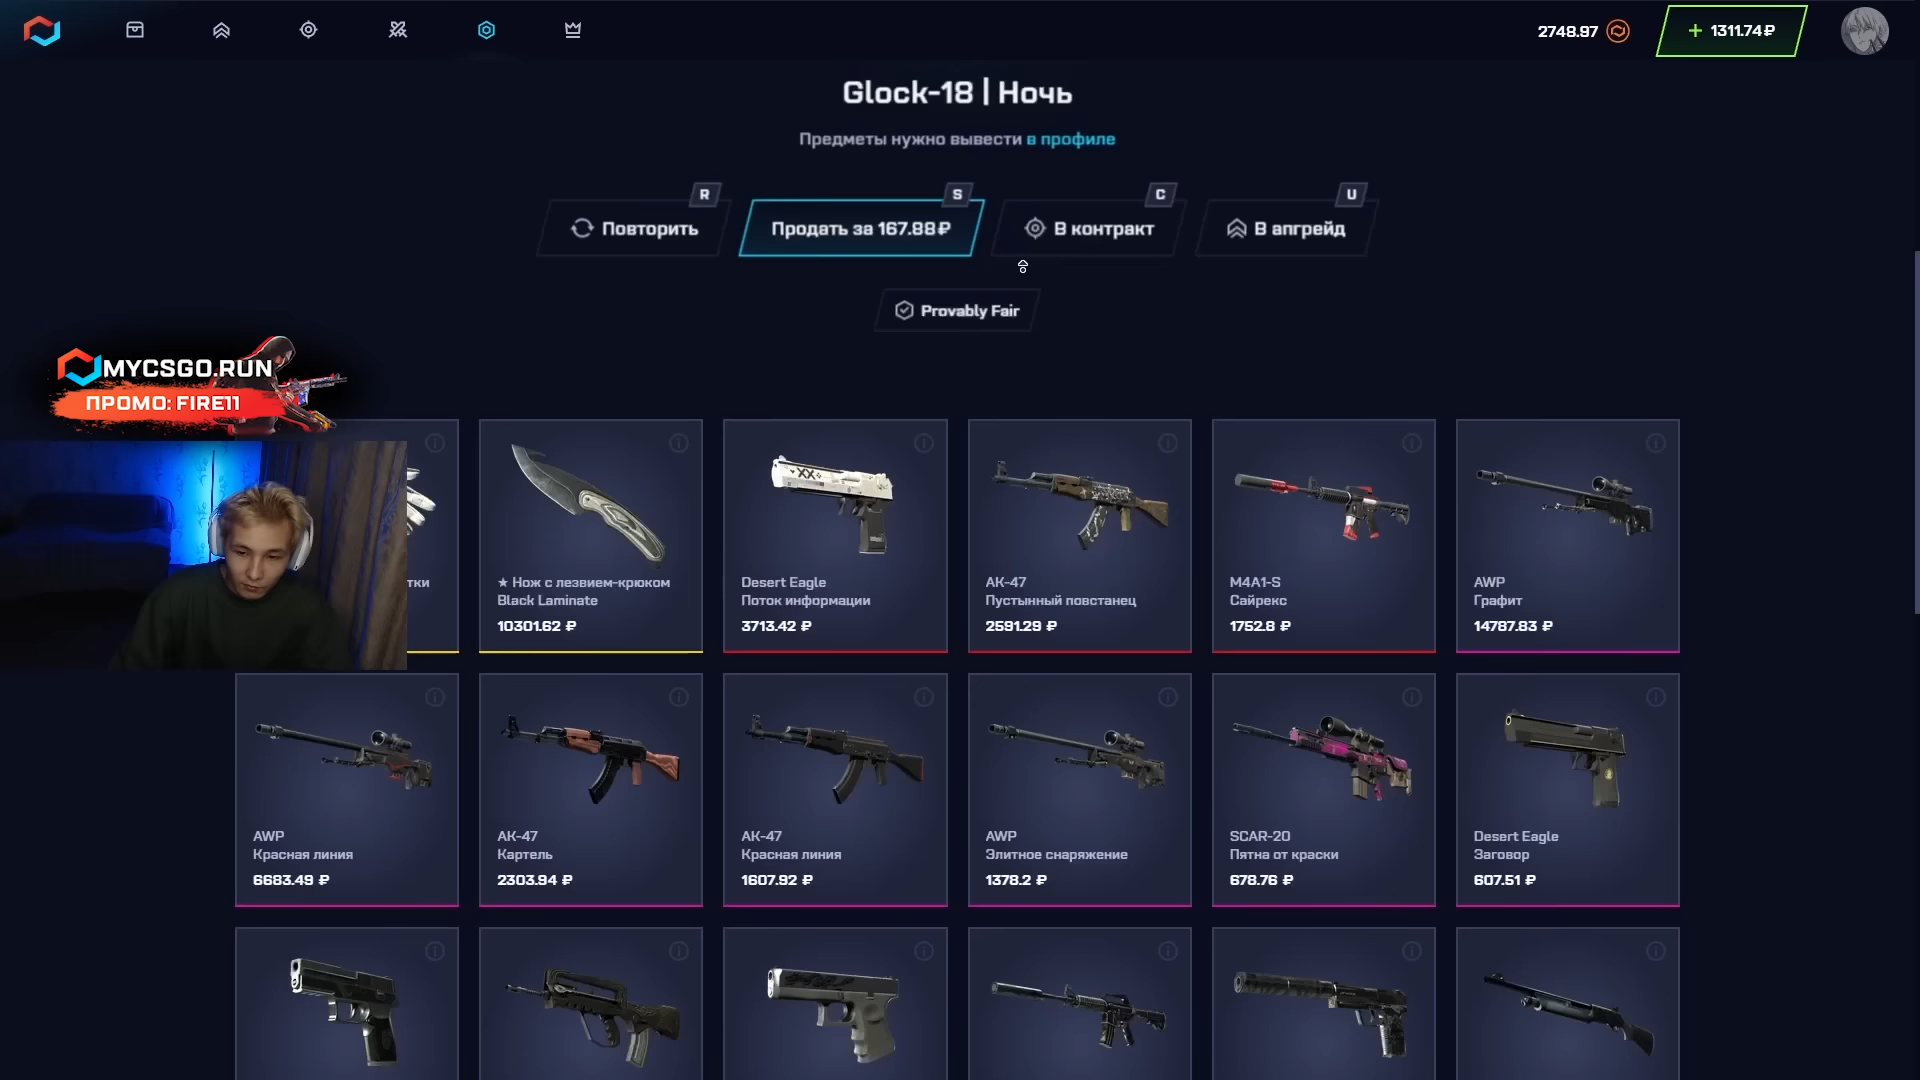 2748.97
+ 1311.74 ₽
Glock-18 | Ночь
Предметы нужно вывести в профиле
R
S
C
U
Повторить
Продать за 167.88 ₽
В контракт
В апгрейд
Provably Fair
MYCSGO.RUN
ПРОМО: FIRE11
тки
★ Нож с лезвием-крюком
Black Laminate
10301.62 ₽
Desert Eagle
Поток информации
3713.42 ₽
AK-47
Пустынный повстанец
2591.29 ₽
M4A1-S
Сайрекс
1752.8 ₽
AWP
Графит
14787.83 ₽
AWP
Красная линия
6683.49 ₽
AK-47
Картель
2303.94 ₽
AK-47
Красная линия
1607.92 ₽
AWP
Элитное снаряжение
1378.2 ₽
SCAR-20
Пятна от краски
678.76 ₽
Desert Eagle
Заговор
607.51 ₽